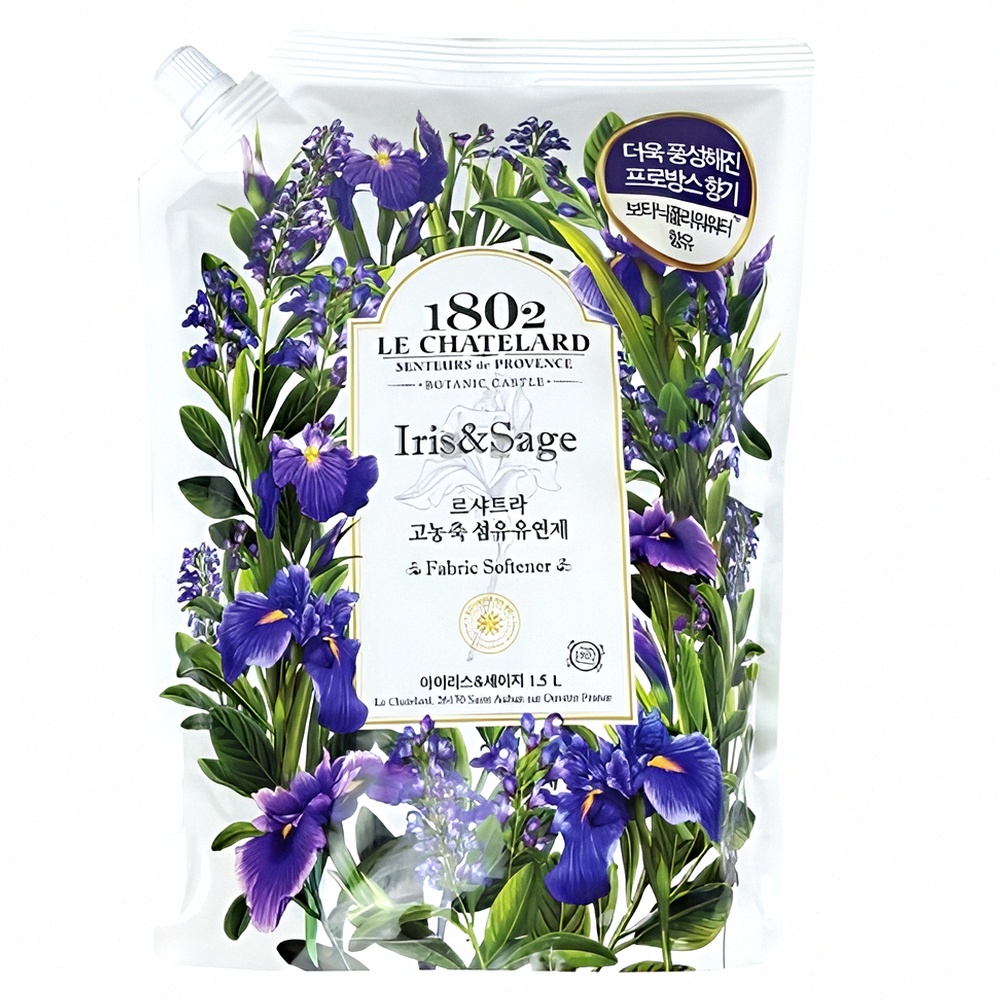 더욱 풍성해진
프로방스 향기
함유
1802
LE CHATELARD
SENTEURS de PROVENCE
BOTANIC CASTLE
Iris&Sage
르샤트라
고농축 섬유유연제
Fabric Softener
아이리스&세이지 1.5 L